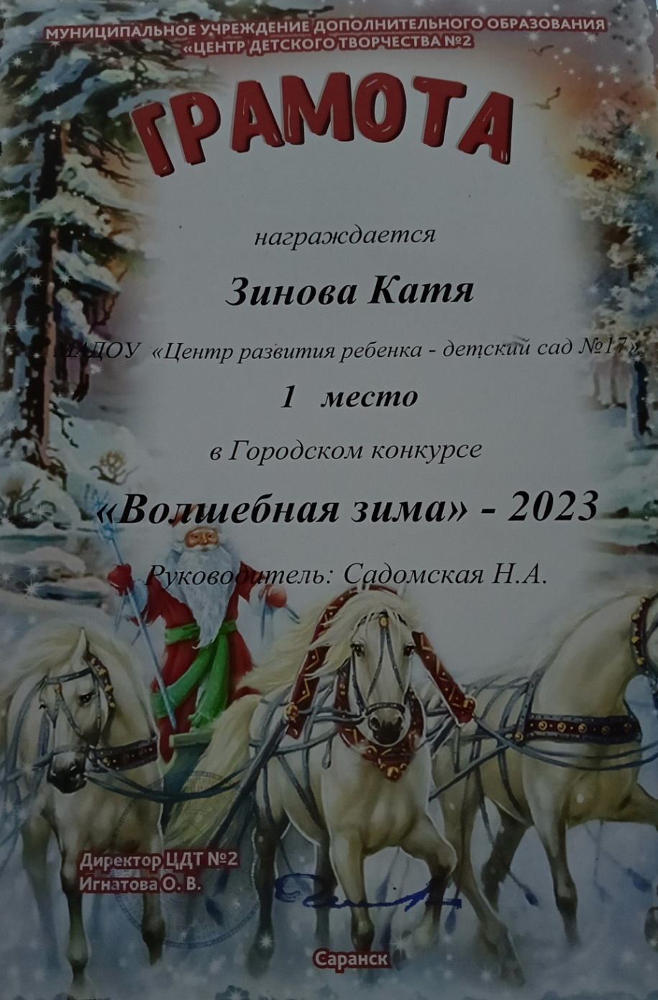 МУНИЦИПАЛЬНОЕ УЧРЕЖДЕНИЕ ДОПОЛНИТЕЛЬНОГО ОБРАЗОВАНИЯ
«ЦЕНТР ДЕТСКОГО ТВОРЧЕСТВА №2
ГРАМОТА
награждается
Зинова Катя
МАДОУ «Центр развития ребенка - детский сад №17»
1 место
в Городском конкурсе
«Волшебная зима» - 2023
Руководитель: Садомская Н.А.
Директор ЦДТ №2
Игнатова О. В.
Саранск